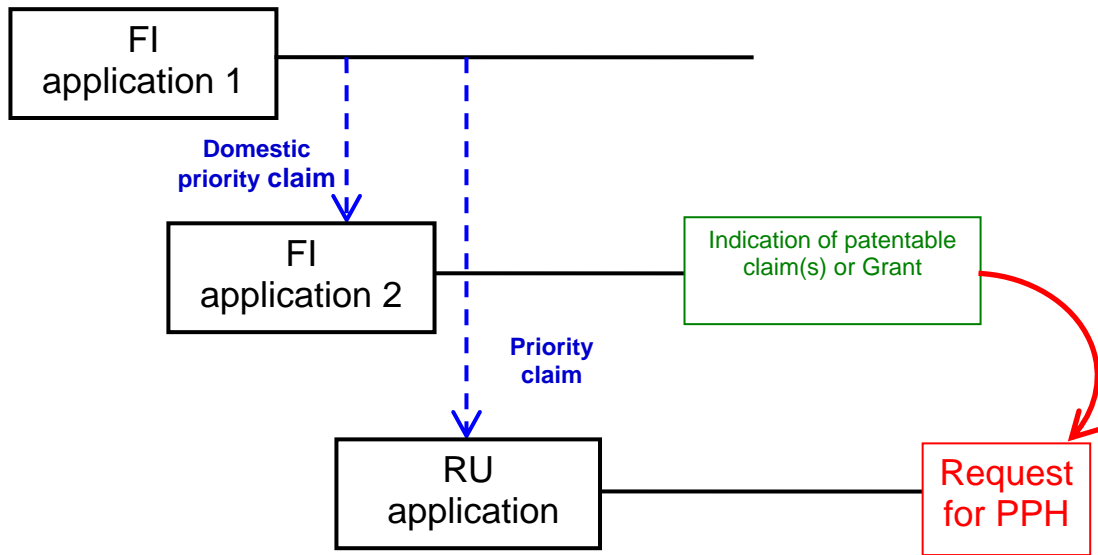 FI
application 1
Domestic
priority claim
FI
application 2
Indication of patentable
claim(s) or Grant
Priority
claim
RU
application
Request
for PPH